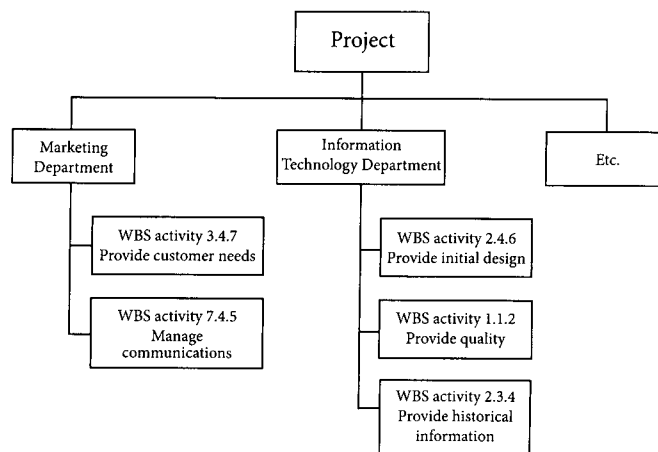 Project
Marketing
Department
Information
Technology Department
Etc.
WBS activity 3.4.7
Provide customer needs
WBS activity 7.4.5
Manage
communications
WBS activity 2.4.6
Provide initial design
WBS activity 1.1.2
Provide quality
WBS activity 2.3.4
Provide historical
information